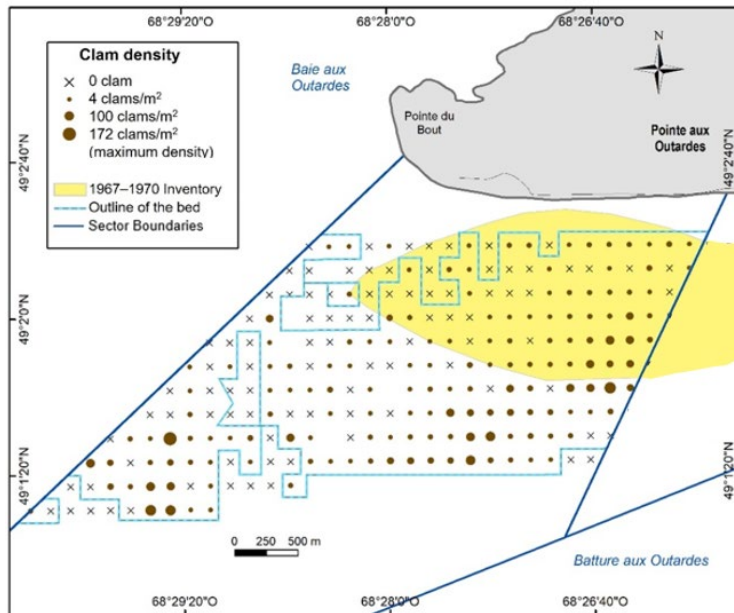 68°29'20"O 68°28'0"O 68°26'40"O
Clam density
0 clam
4 clams/m²
100 clams/m²
172 clams/m²
(maximum density)
1967–1970 Inventory
Outline of the bed
Sector Boundaries
Baie aux
Outardes
N
Pointe du
Bout
Pointe aux
Outardes
49°2'40"N
49°2'40"N
49°2'0"N
49°2'0"N
49°1'20"N
49°1'20"N
0 250 500 m
Batture aux Outardes
68°29'20"O 68°28'0"O 68°26'40"O